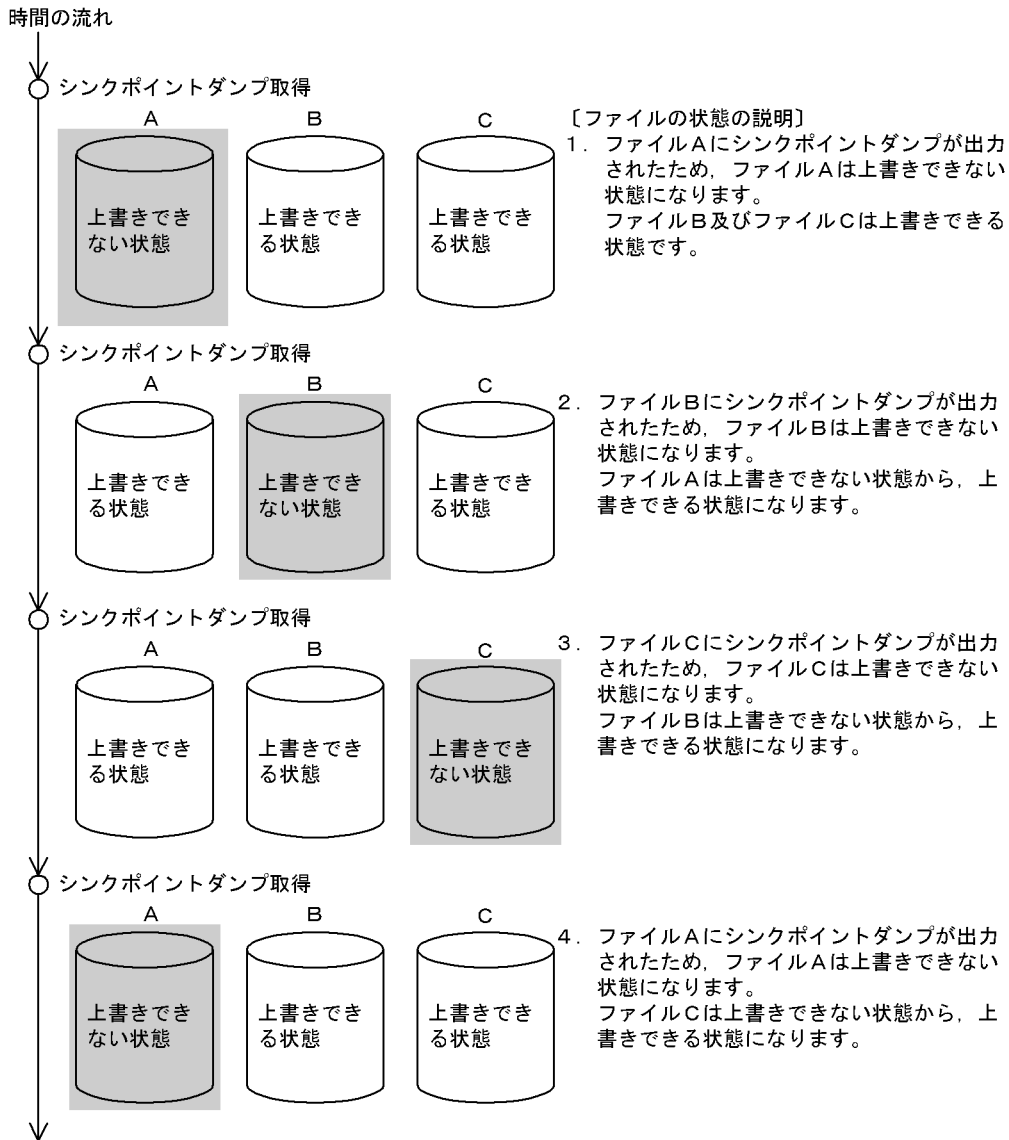 時間の流れ
シンクポイントダンプ取得
A
B
C
上書きでき
ない状態
上書きでき
る状態
上書きでき
る状態
〔ファイルの状態の説明〕
1. ファイルAにシンクポイントダンプが出力
されたため,ファイルAは上書きできない
状態になります。
ファイルB及びファイルCは上書きできる
状態です。
シンクポイントダンプ取得
A
B
C
上書きでき
る状態
上書きでき
ない状態
上書きでき
る状態
2. ファイルBにシンクポイントダンプが出力
されたため,ファイルBは上書きできない
状態になります。
ファイルAは上書きできない状態から,上
書きできる状態になります。
シンクポイントダンプ取得
A
B
C
上書きでき
る状態
上書きでき
る状態
上書きでき
ない状態
3. ファイルCにシンクポイントダンプが出力
されたため,ファイルCは上書きできない
状態になります。
ファイルBは上書きできない状態から,上
書きできる状態になります。
シンクポイントダンプ取得
A
B
C
上書きでき
ない状態
上書きでき
る状態
上書きでき
る状態
4. ファイルAにシンクポイントダンプが出力
されたため,ファイルAは上書きできない
状態になります。
ファイルCは上書きできない状態から,上
書きできる状態になります。